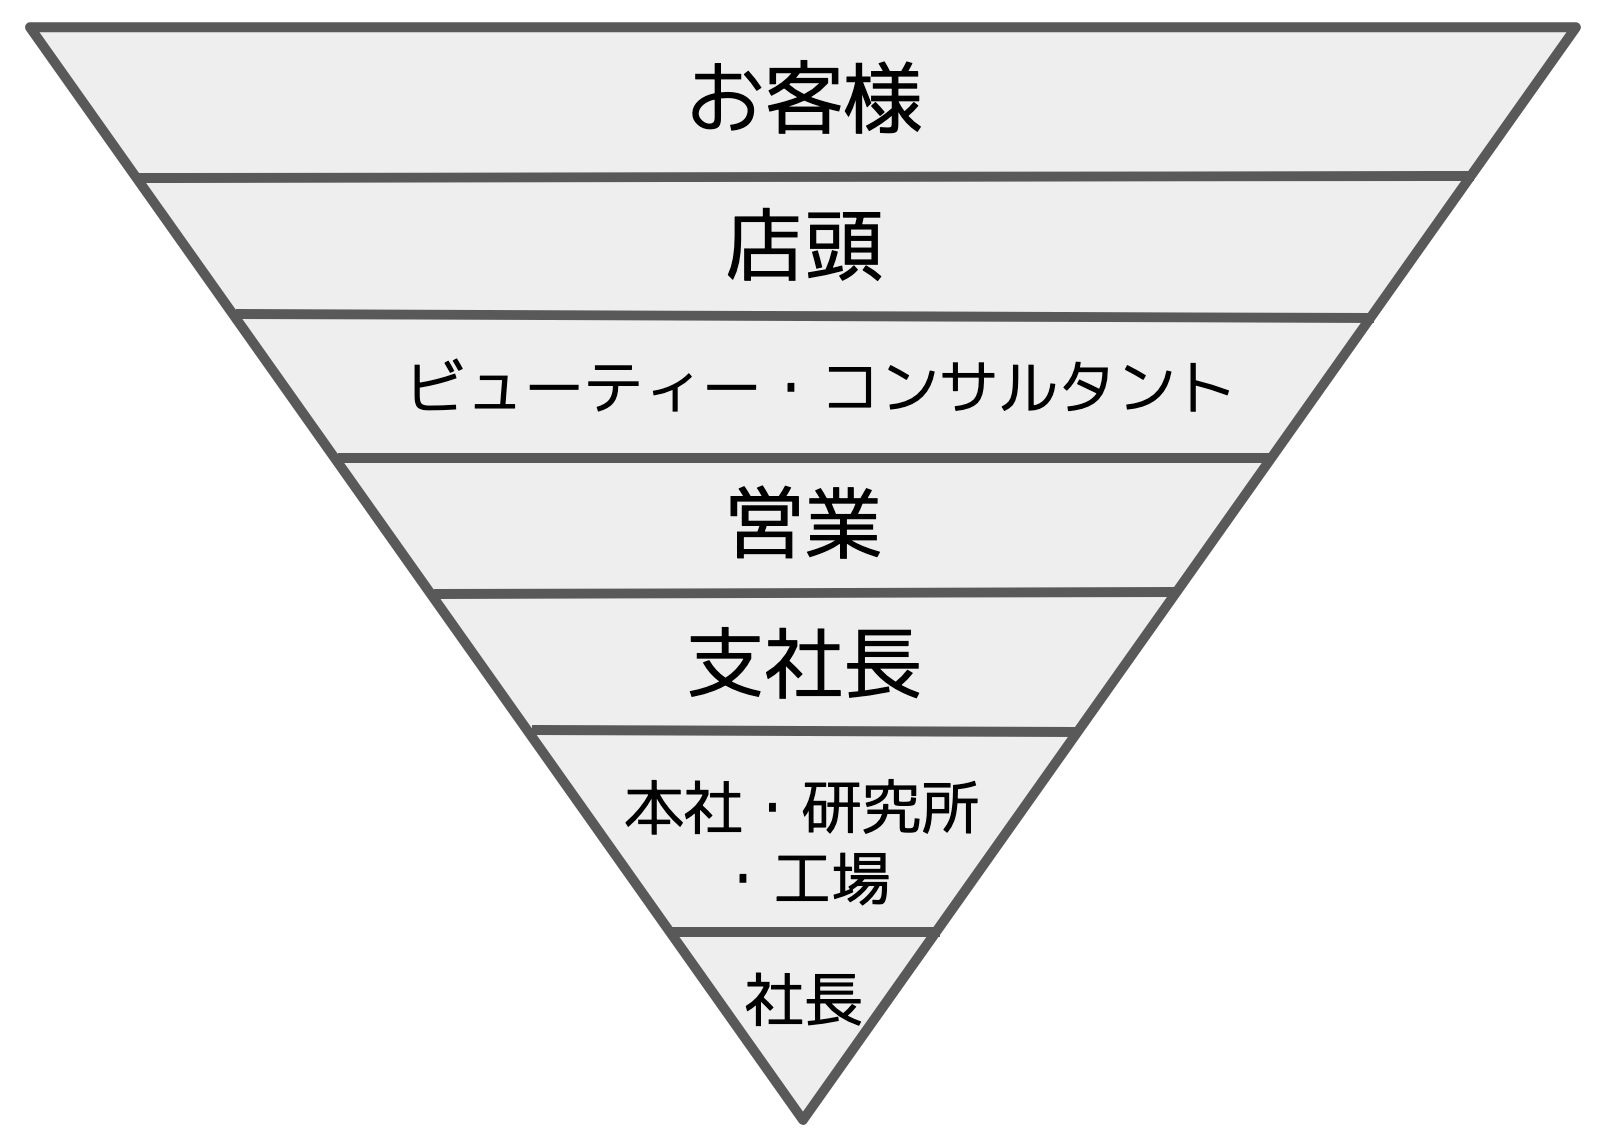 お客様
店頭
ビューティー・コンサルタント
営業
支社長
本社・研究所
・工場
社長